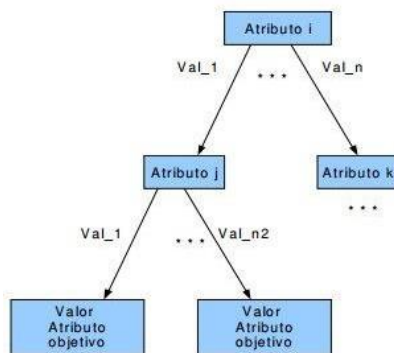 Atributo i
Val_1
* * *
Val_n
Atributo j
Atributo k
* * *
Val_1
* * *
Val_n2
Valor
Atributo
objetivo
Valor
Atributo
objetivo